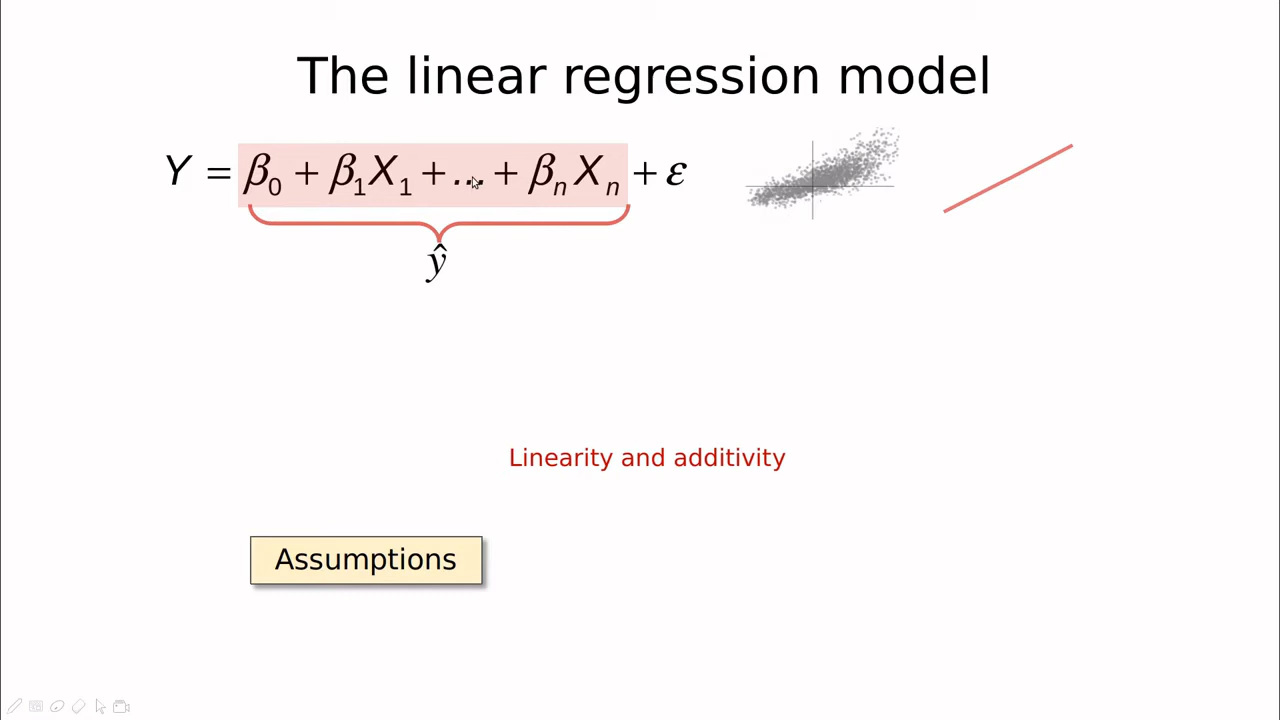 The linear regression model
Y = β₀ + β₁X₁ + ... + βₙXₙ + ε
ŷ
Linearity and additivity
Assumptions